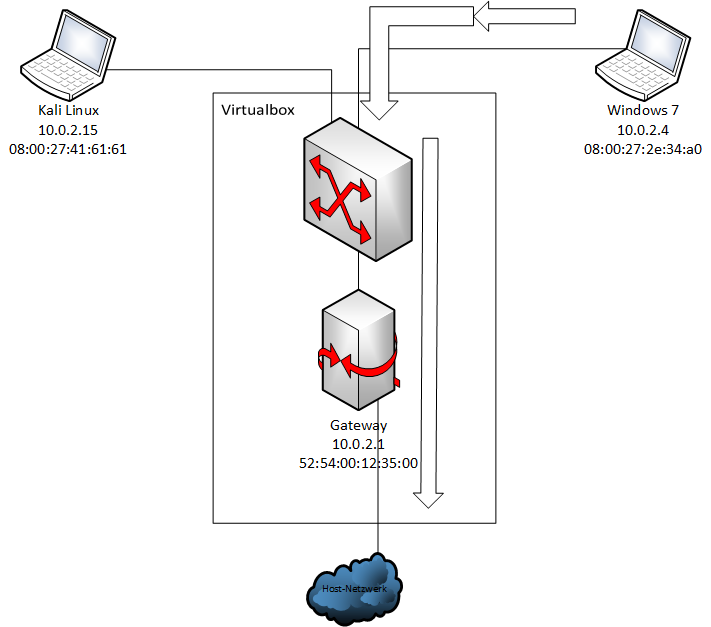 Kali Linux
10.0.2.15
08:00:27:41:61:61
Virtualbox
Windows 7
10.0.2.4
08:00:27:2e:34:a0
Gateway
10.0.2.1
52:54:00:12:35:00
Host-Netzwerk